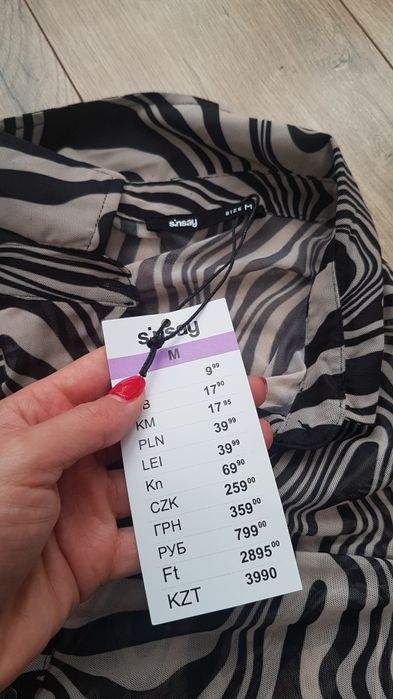 sinsay
SIZE M
sinsay
M
9⁹⁹
B 17⁹⁰
KM 17⁹⁵
PLN 39⁹⁹
LEI 39⁹⁹
Kn 69⁹⁰
CZK 259⁰⁰
ГРН 359⁰⁰
РУБ 799⁰⁰
Ft 2895⁰⁰
KZT 3990